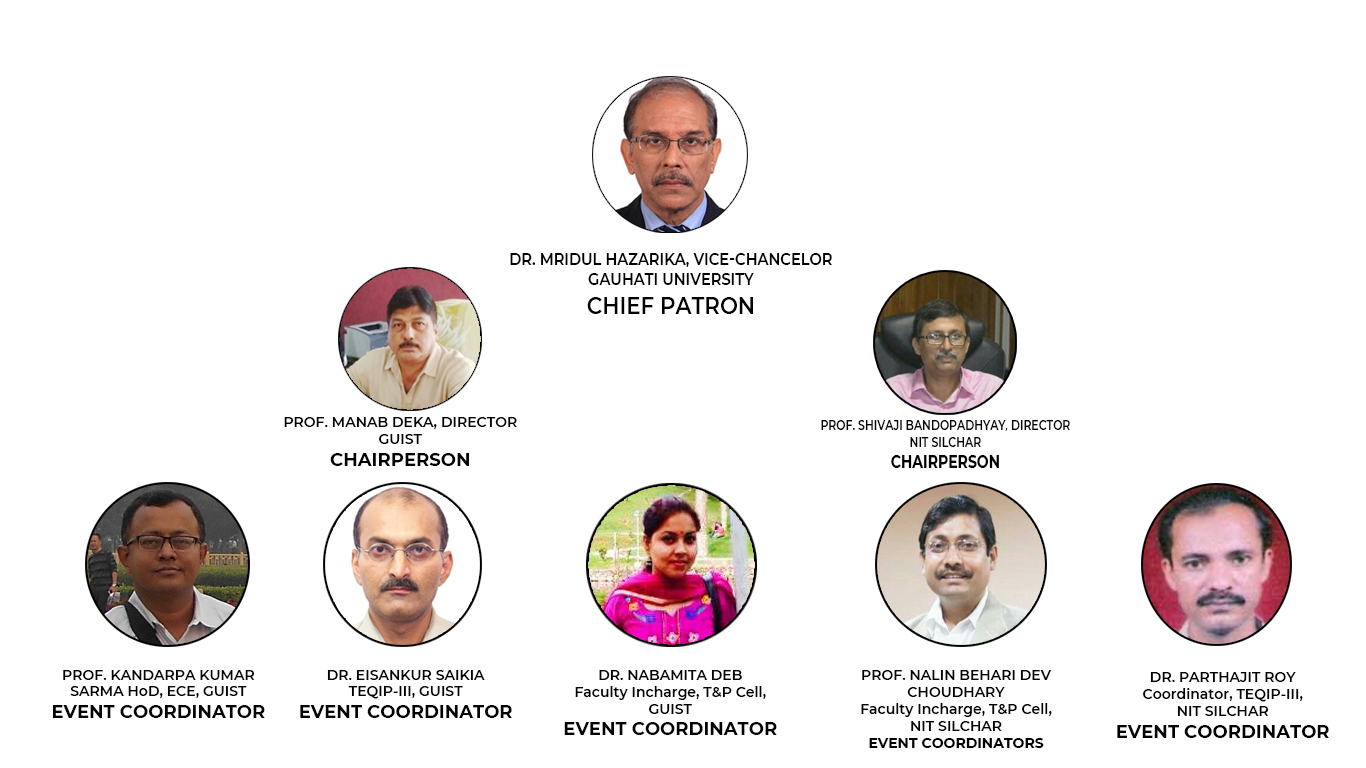 DR. MRIDUL HAZARIKA, VICE-CHANCELOR
GAUHATI UNIVERSITY
CHIEF PATRON
PROF. MANAB DEKA, DIRECTOR
GUIST
CHAIRPERSON
PROF. SHIVAJI BANDOPADHYAY, DIRECTOR
NIT SILCHAR
CHAIRPERSON
PROF. KANDARPA KUMAR
SARMA HoD, ECE, GUIST
EVENT COORDINATOR
DR. EISANKUR SAIKIA
TEQIP-III, GUIST
EVENT COORDINATOR
DR. NABAMITA DEB
Faculty Incharge, T&P Cell,
GUIST
EVENT COORDINATOR
PROF. NALIN BEHARI DEV
CHOUDHARY
Faculty Incharge, T&P Cell,
NIT SILCHAR
EVENT COORDINATORS
DR. PARTHAJIT ROY
Coordinator, TEQIP-III,
NIT SILCHAR
EVENT COORDINATOR